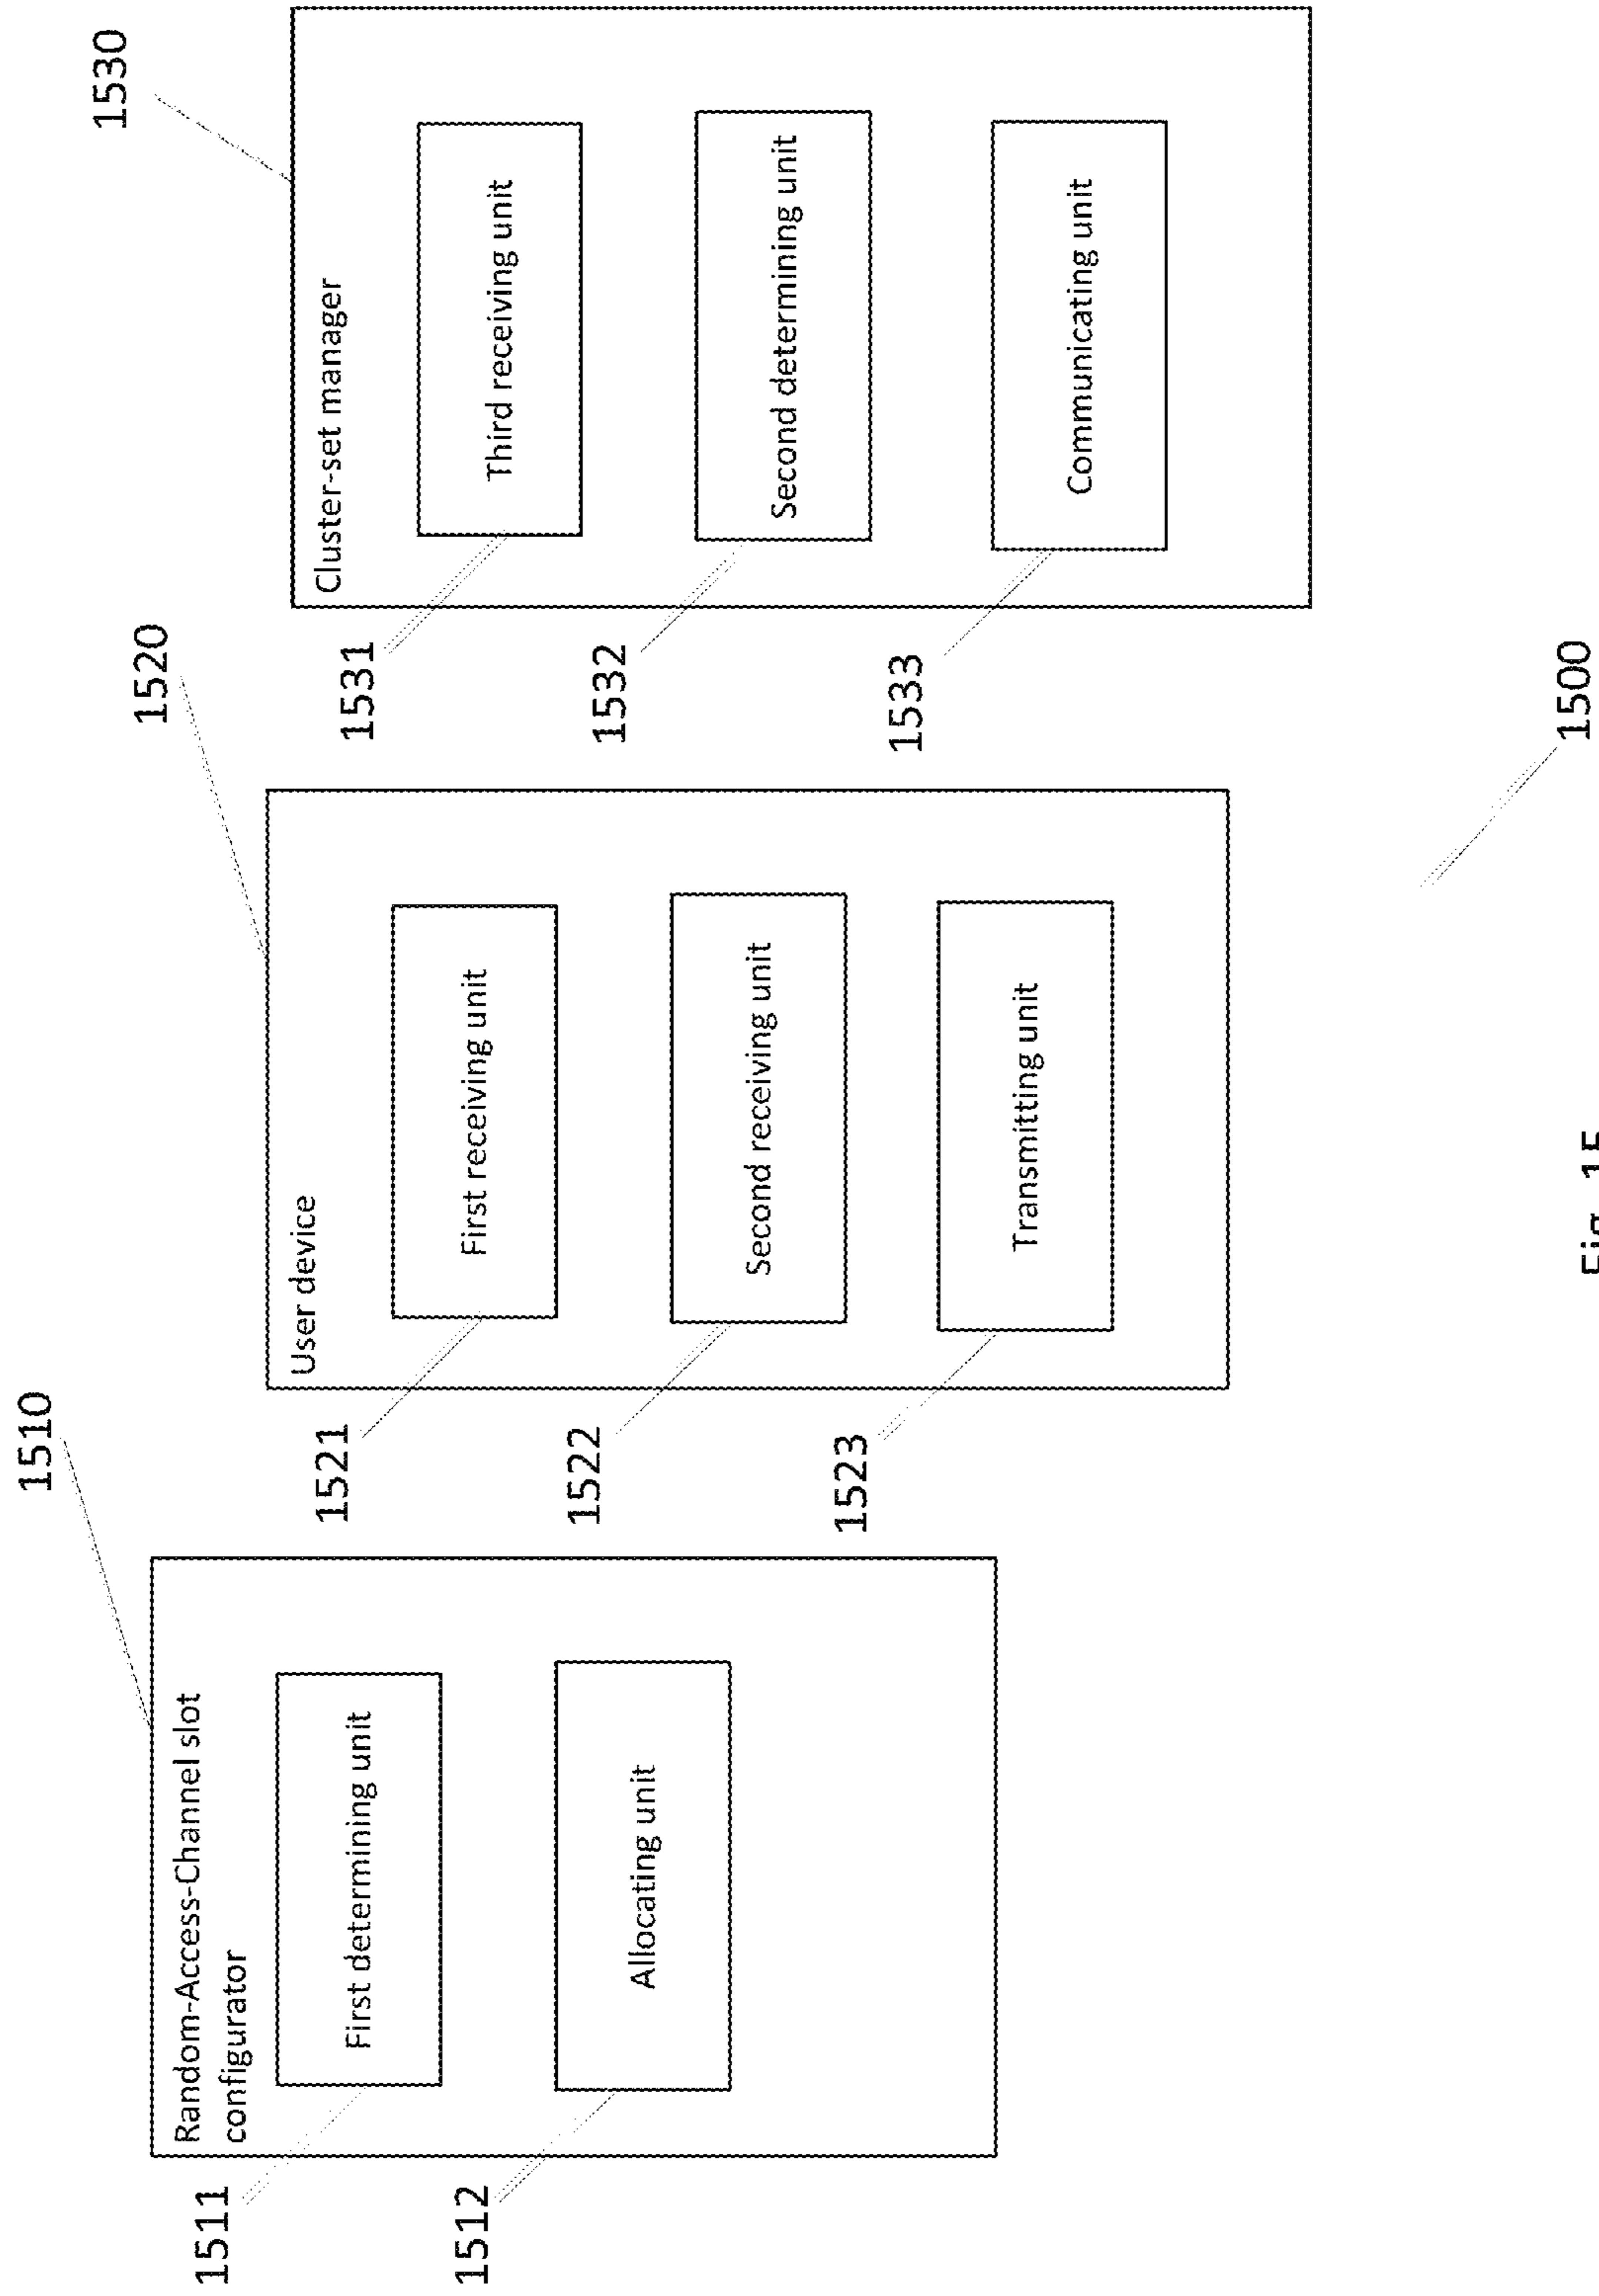 1510
Random-Access-Channel slot
configurator
1511
First determining unit
1512
Allocating unit
1520
User device
1521
First receiving unit
1522
Second receiving unit
1523
Transmitting unit
1530
Cluster-set manager
1531
Third receiving unit
1532
Second determining unit
1533
Communicating unit
1500
Fig. 15